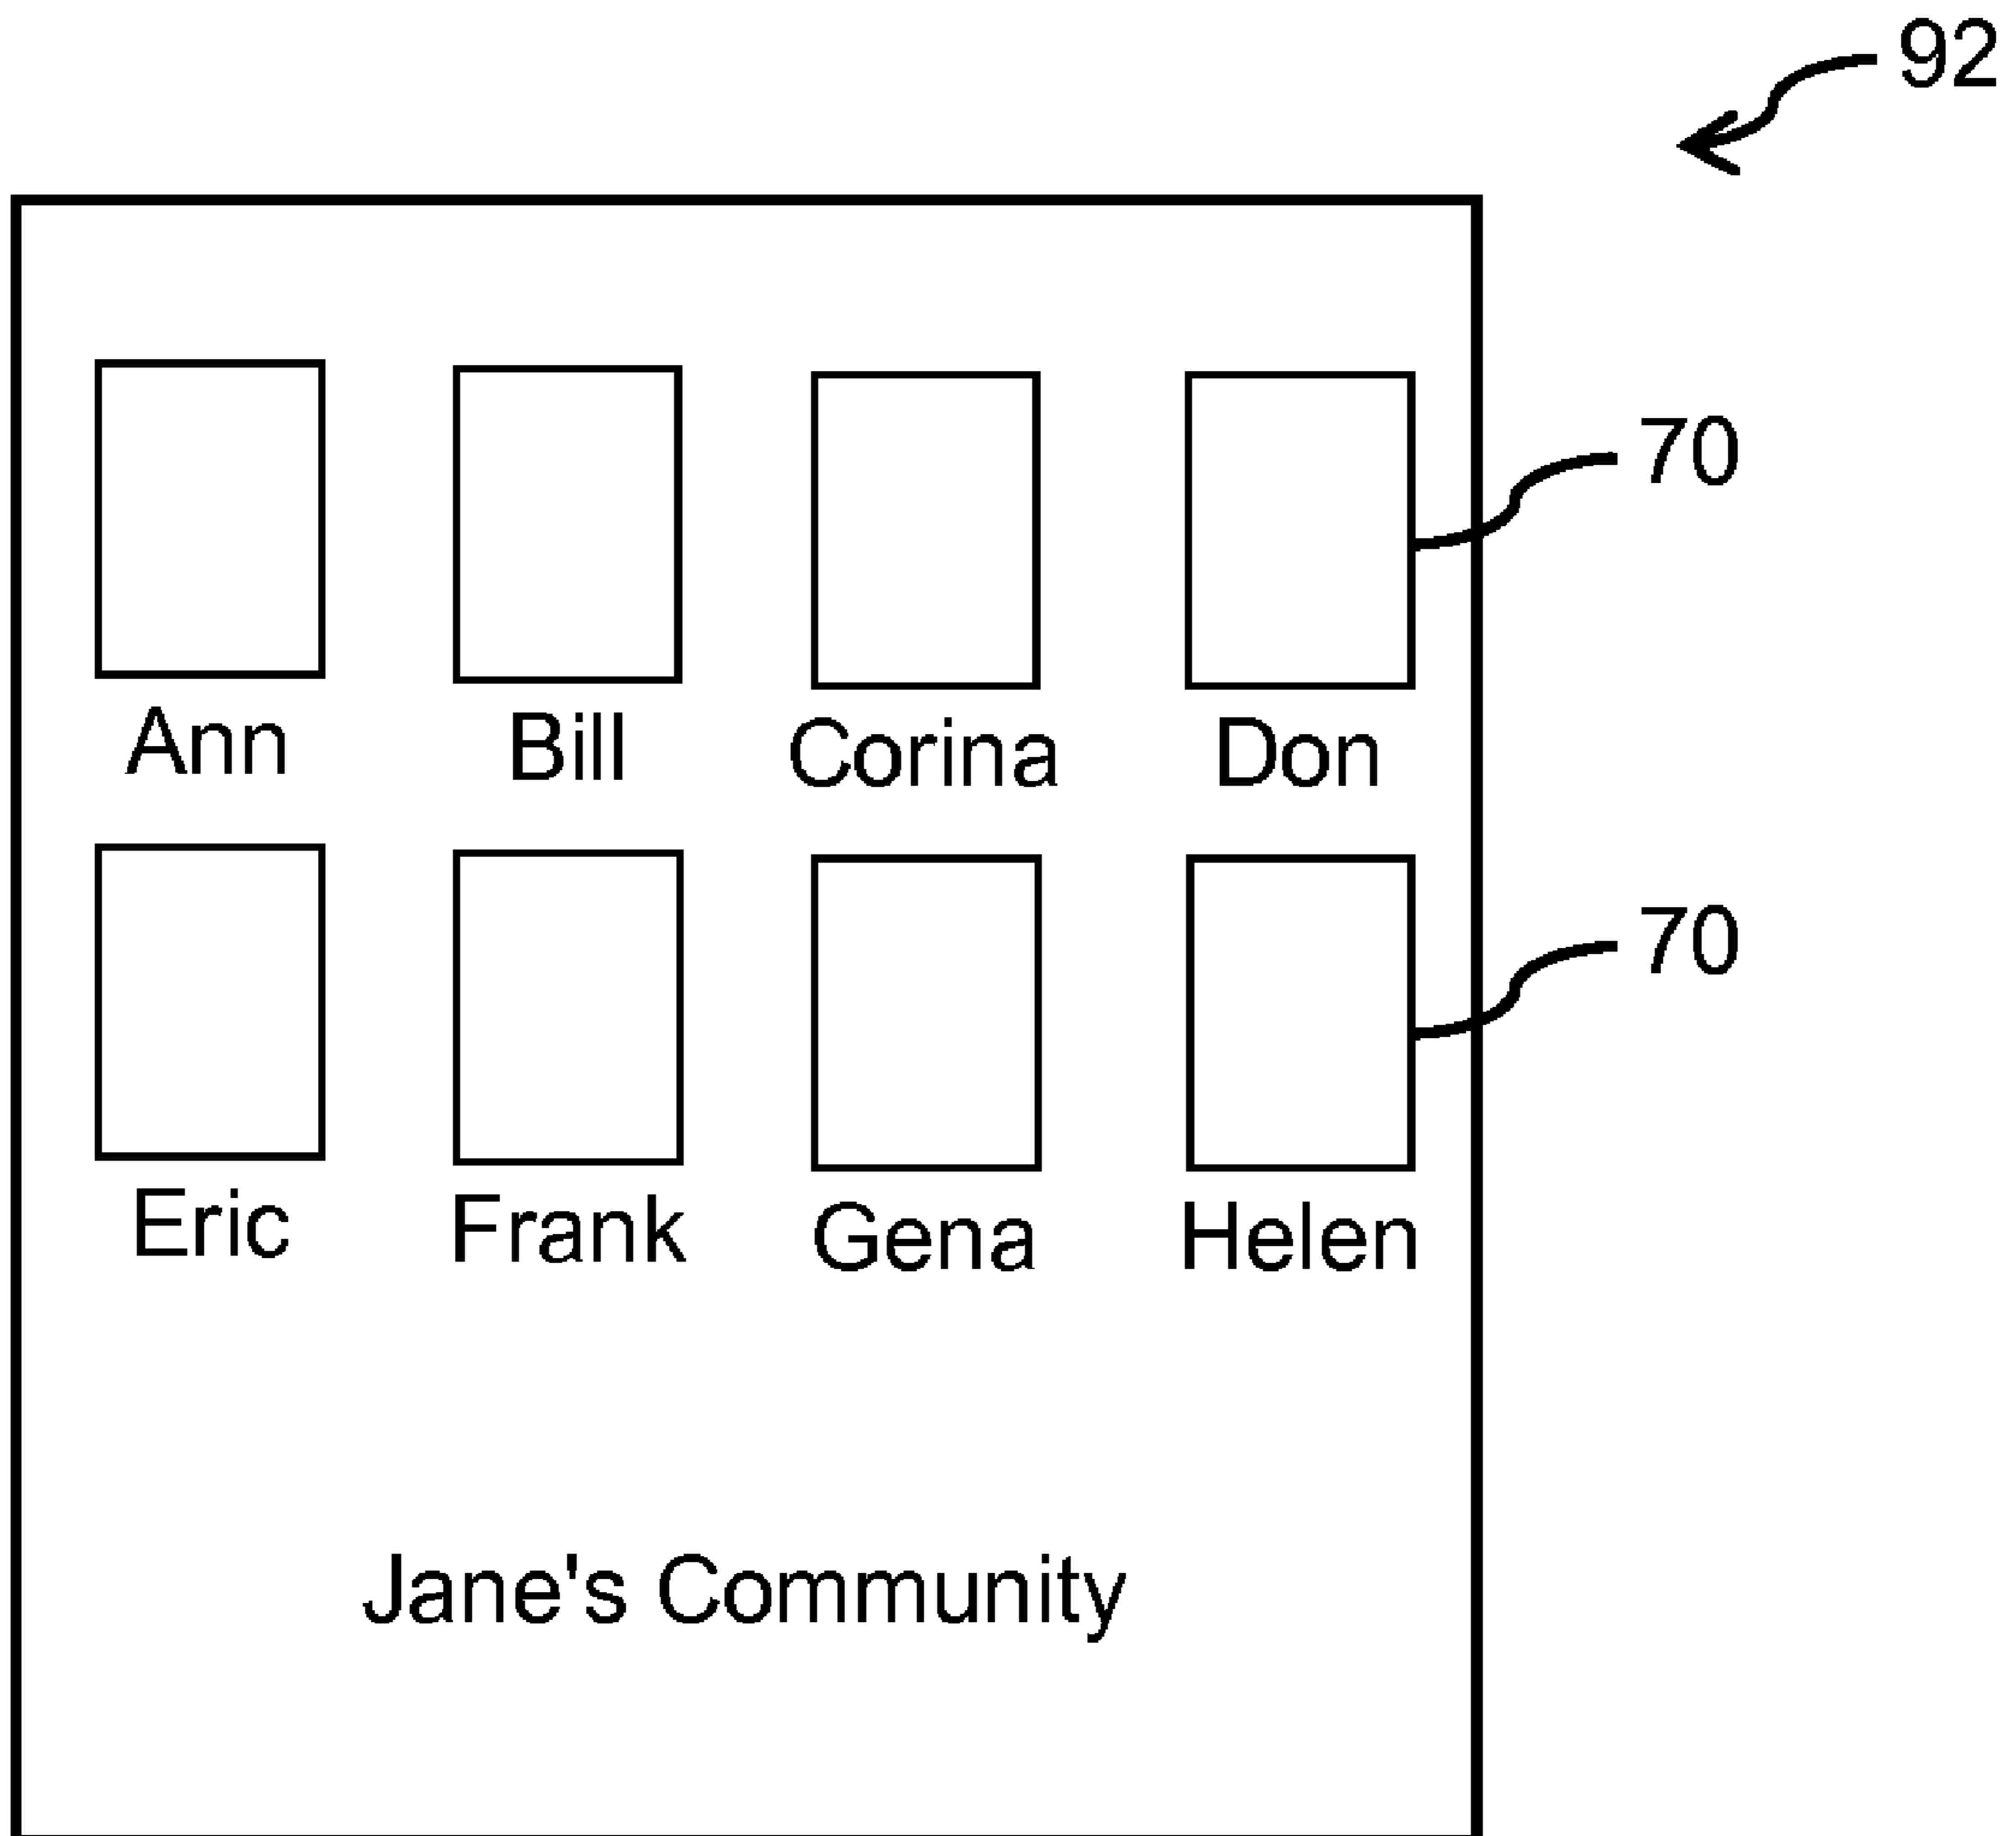 92
70
Ann Bill Corina Don
70
Eric Frank Gena Helen
Jane's Community